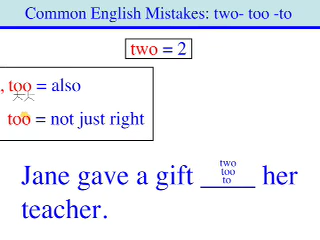 Common English Mistakes: two- too -to
two = 2
, too = also
too = not just right
two
too
to
Jane gave a gift ____ her
teacher.